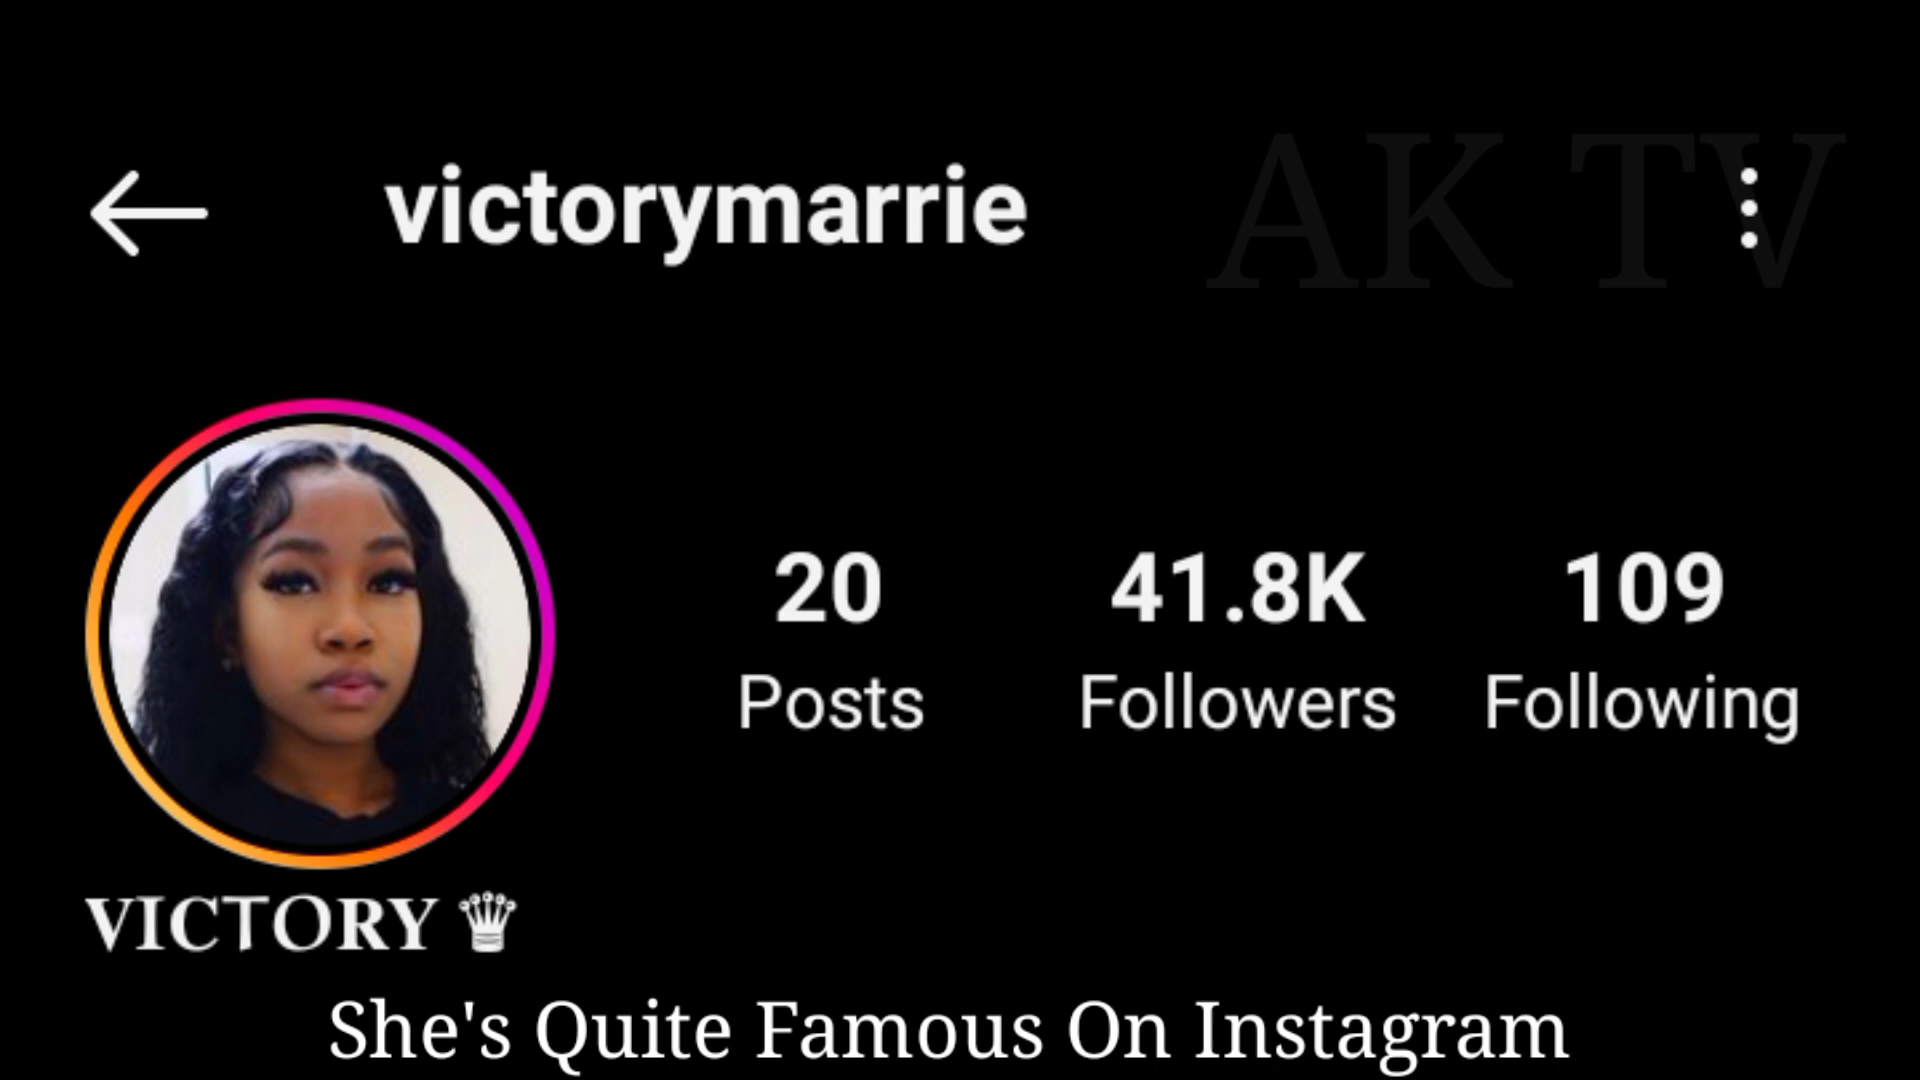 victorymarrie
AK TV
20 41.8K 109
Posts Followers Following
VICTORY ♛
She's Quite Famous On Instagram